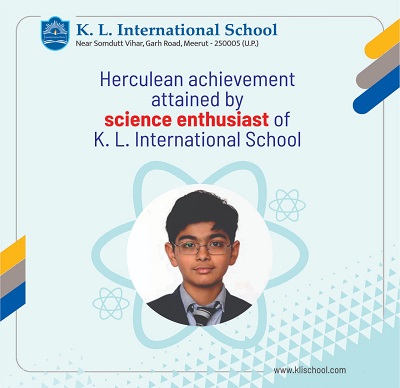 K. L. International School
Near Somdutt Vihar, Garh Road, Meerut - 250005 (U.P.)
Herculean achievement
attained by
science enthusiast of
K. L. International School
www.klischool.com